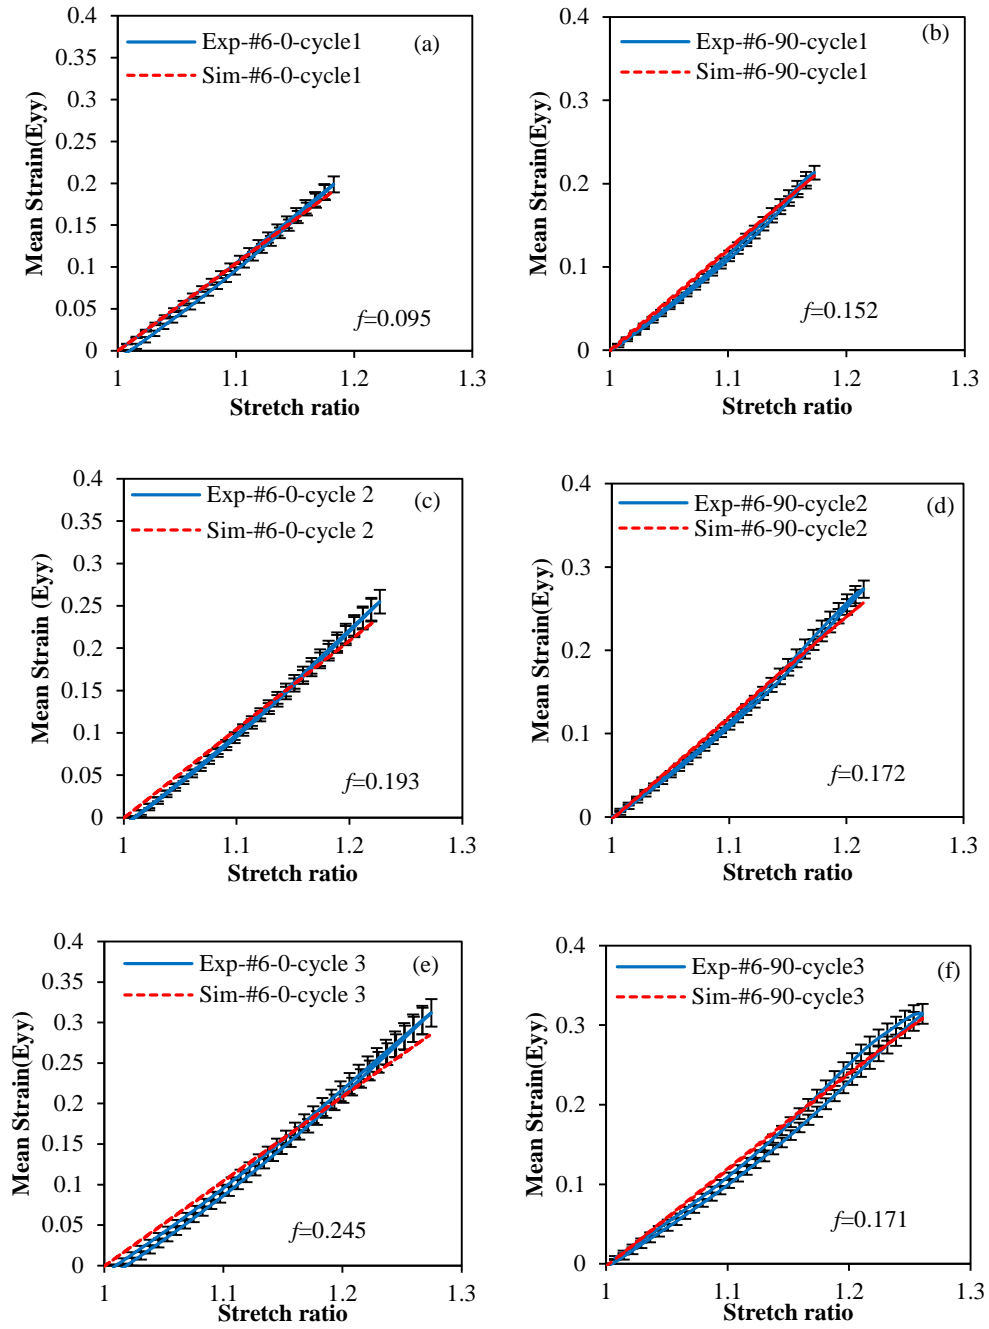 Exp-#6-0-cycle1
Sim-#6-0-cycle1
(a)
Mean Strain(Eyy)
0.4
0.35
0.3
0.25
0.2
0.15
0.1
0.05
0
f=0.095
1 1.1 1.2 1.3
Stretch ratio
Exp-#6-90-cycle1
Sim-#6-90-cycle1
(b)
Mean Strain(Eyy)
0.4
0.3
0.2
0.1
0
f=0.152
1 1.1 1.2 1.3
Stretch ratio
Exp-#6-0-cycle 2
Sim-#6-0-cycle 2
(c)
Mean Strain (Eyy)
0.4
0.35
0.3
0.25
0.2
0.15
0.1
0.05
0
f=0.193
1 1.1 1.2 1.3
Stretch ratio
Exp-#6-90-cycle2
Sim-#6-90-cycle2
(d)
Mean Strain(Eyy)
0.4
0.3
0.2
0.1
0
f=0.172
1 1.1 1.2 1.3
Stretch ratio
Exp-#6-0-cycle 3
Sim-#6-0-cycle 3
(e)
Mean Strain(Eyy)
0.4
0.35
0.3
0.25
0.2
0.15
0.1
0.05
0
f=0.245
1 1.1 1.2 1.3
Stretch ratio
Exp-#6-90-cycle3
Sim-#6-90-cycle3
(f)
Mean Strain(Eyy)
0.4
0.3
0.2
0.1
0
f=0.171
1 1.1 1.2 1.3
Stretch ratio